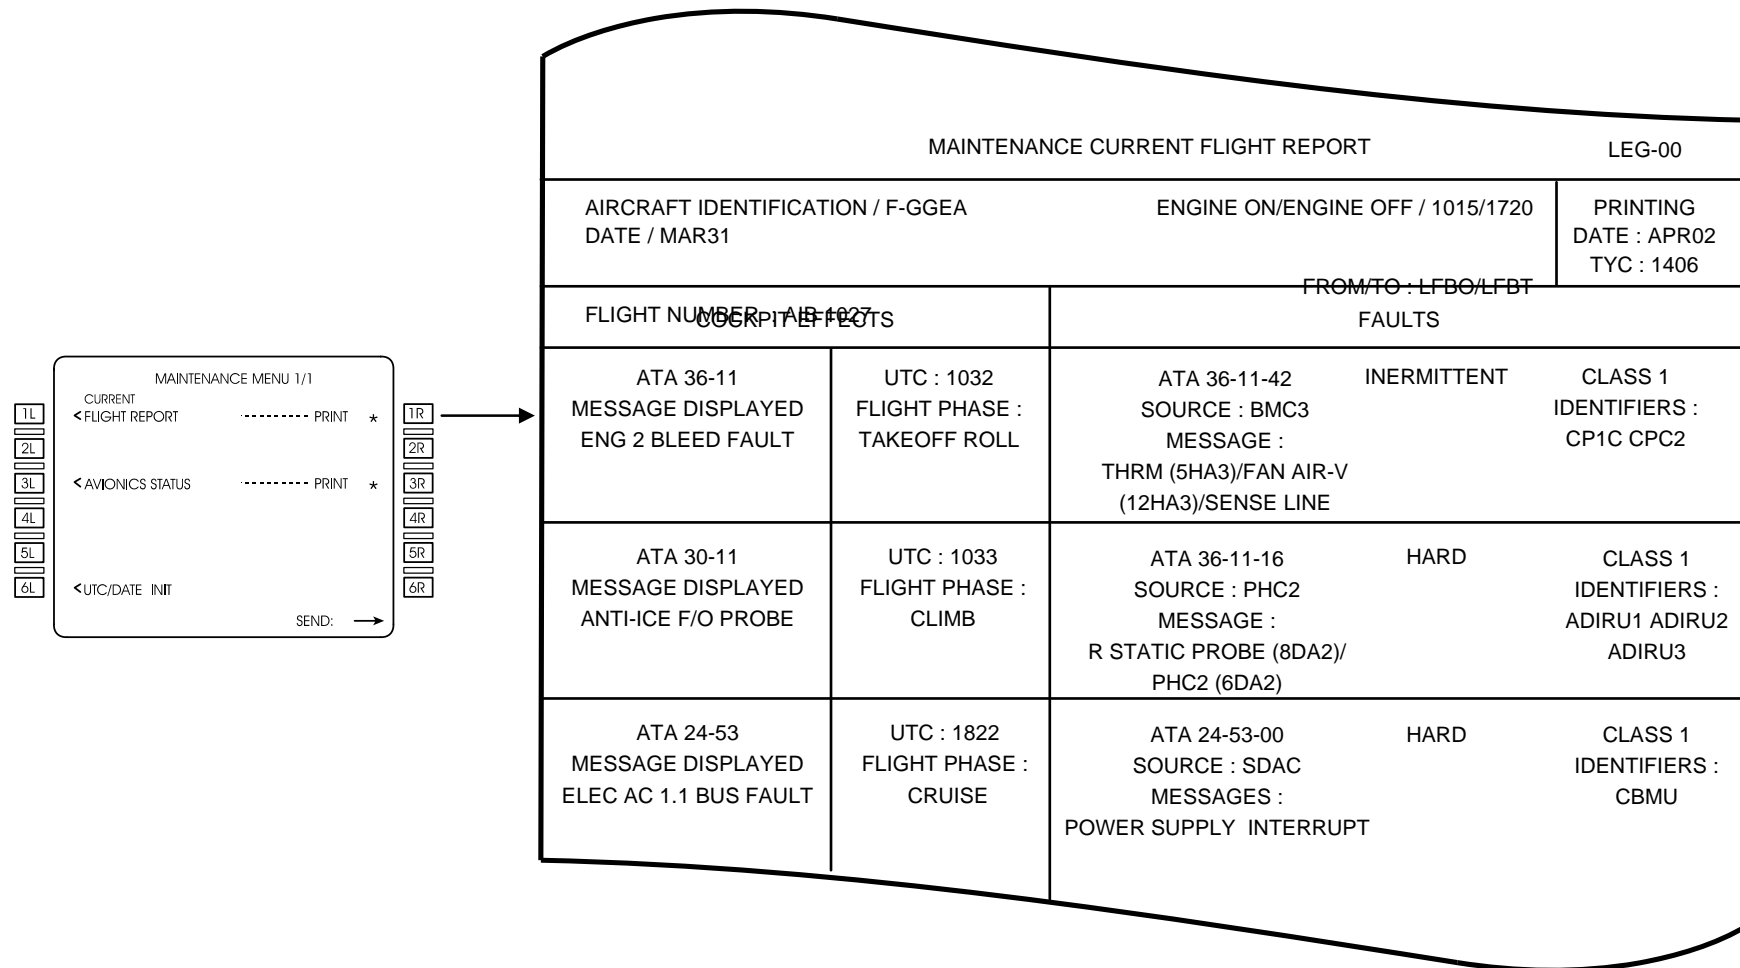 MAINTENANCE MENU 1/1
CURRENT
1L <FLIGHT REPORT -------- PRINT * 1R
2L 2R
3L <AVIONICS STATUS -------- PRINT * 3R
4L 4R
5L 5R
6L <UTC/DATE INIT 6R
SEND:
MAINTENANCE CURRENT FLIGHT REPORT LEG-00
AIRCRAFT IDENTIFICATION / F-GGEA ENGINE ON/ENGINE OFF / 1015/1720
DATE / MAR31
FROM/TO : LFBO/LFBT
FLIGHT NUMBER : AIB 1027
PRINTING
DATE : APR02
TYC : 1406
COCKPIT EFFECTS
FAULTS
ATA 36-11
MESSAGE DISPLAYED
ENG 2 BLEED FAULT
UTC : 1032
FLIGHT PHASE :
TAKEOFF ROLL
ATA 36-11-42
SOURCE : BMC3
MESSAGE :
THRM (5HA3)/FAN AIR-V
(12HA3)/SENSE LINE
INERMITTENT
CLASS 1
IDENTIFIERS :
CP1C CPC2
ATA 30-11
MESSAGE DISPLAYED
ANTI-ICE F/O PROBE
UTC : 1033
FLIGHT PHASE :
CLIMB
ATA 36-11-16
SOURCE : PHC2
MESSAGE :
R STATIC PROBE (8DA2)/
PHC2 (6DA2)
HARD
CLASS 1
IDENTIFIERS :
ADIRU1 ADIRU2
ADIRU3
ATA 24-53
MESSAGE DISPLAYED
ELEC AC 1.1 BUS FAULT
UTC : 1822
FLIGHT PHASE :
CRUISE
ATA 24-53-00
SOURCE : SDAC
MESSAGES :
POWER SUPPLY INTERRUPT
HARD
CLASS 1
IDENTIFIERS :
CBMU